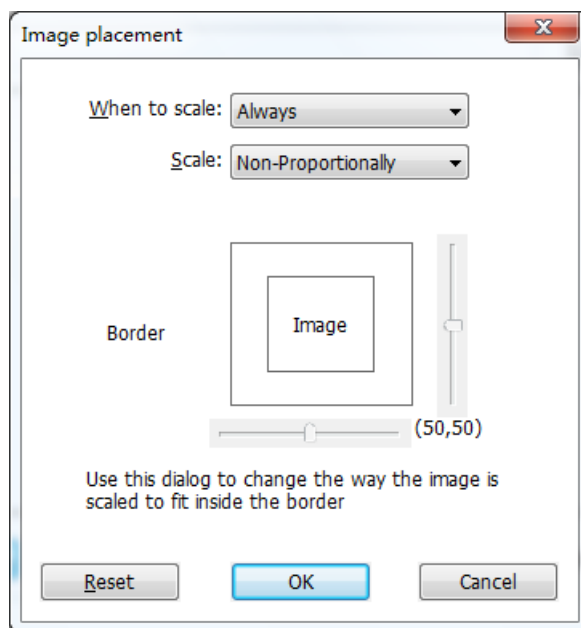 Image placement
When to scale: Always
Scale: Non-Proportionally
Border
Image
(50,50)
Use this dialog to change the way the image is
scaled to fit inside the border
Reset OK Cancel